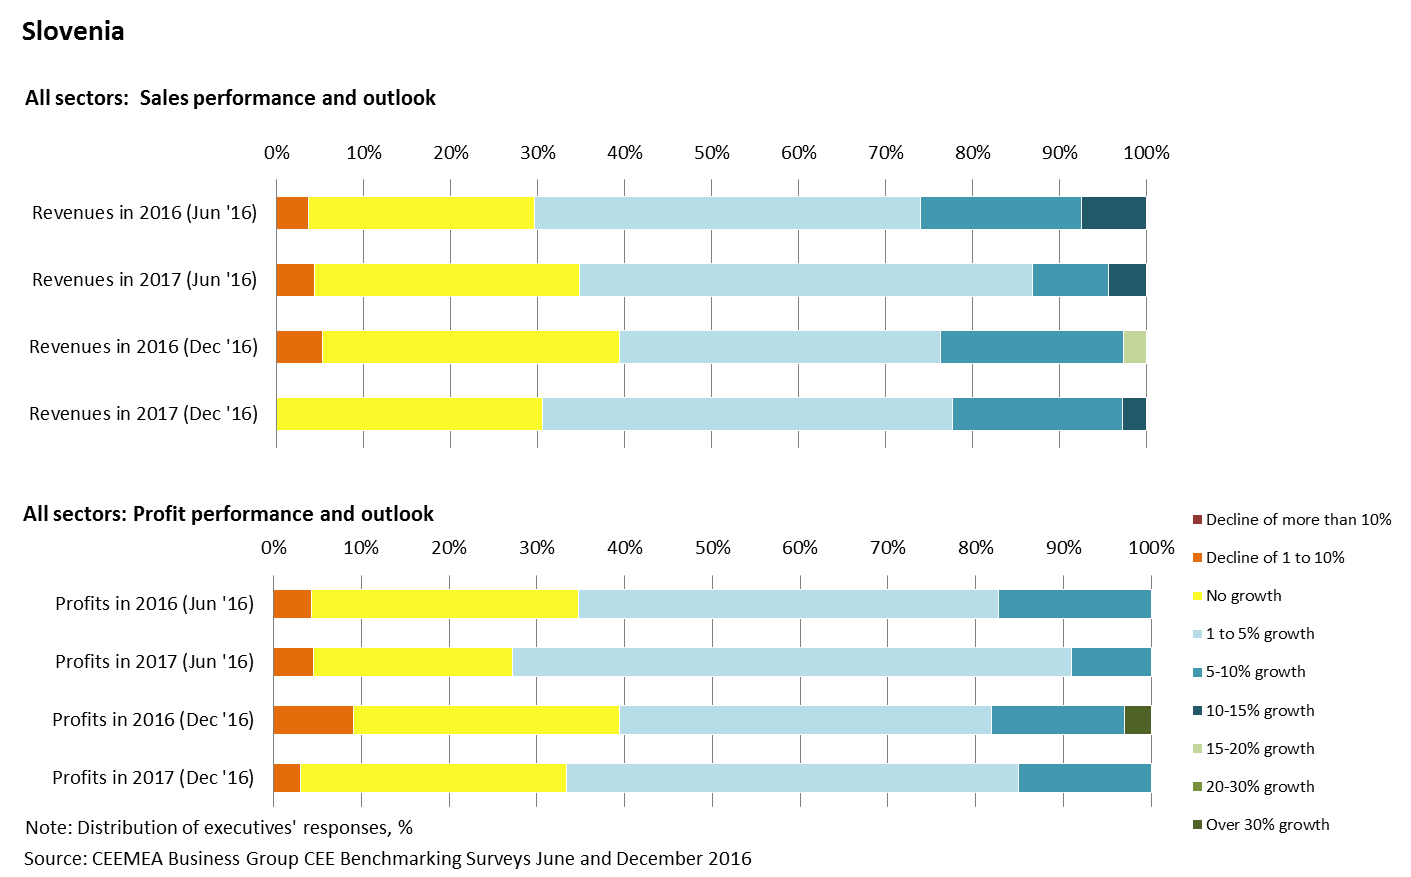 Slovenia
All sectors:  Sales performance and outlook
0% 10% 20% 30% 40% 50% 60% 70% 80% 90% 100%
Revenues in 2016 (Jun '16)
Revenues in 2017 (Jun '16)
Revenues in 2016 (Dec '16)
Revenues in 2017 (Dec '16)
All sectors: Profit performance and outlook
0% 10% 20% 30% 40% 50% 60% 70% 80% 90% 100%
Profits in 2016 (Jun '16)
Profits in 2017 (Jun '16)
Profits in 2016 (Dec '16)
Profits in 2017 (Dec '16)
Decline of more than 10%
Decline of 1 to 10%
No growth
1 to 5% growth
5-10% growth
10-15% growth
15-20% growth
20-30% growth
Over 30% growth
Note: Distribution of executives' responses, %
Source: CEEMEA Business Group CEE Benchmarking Surveys June and December 2016